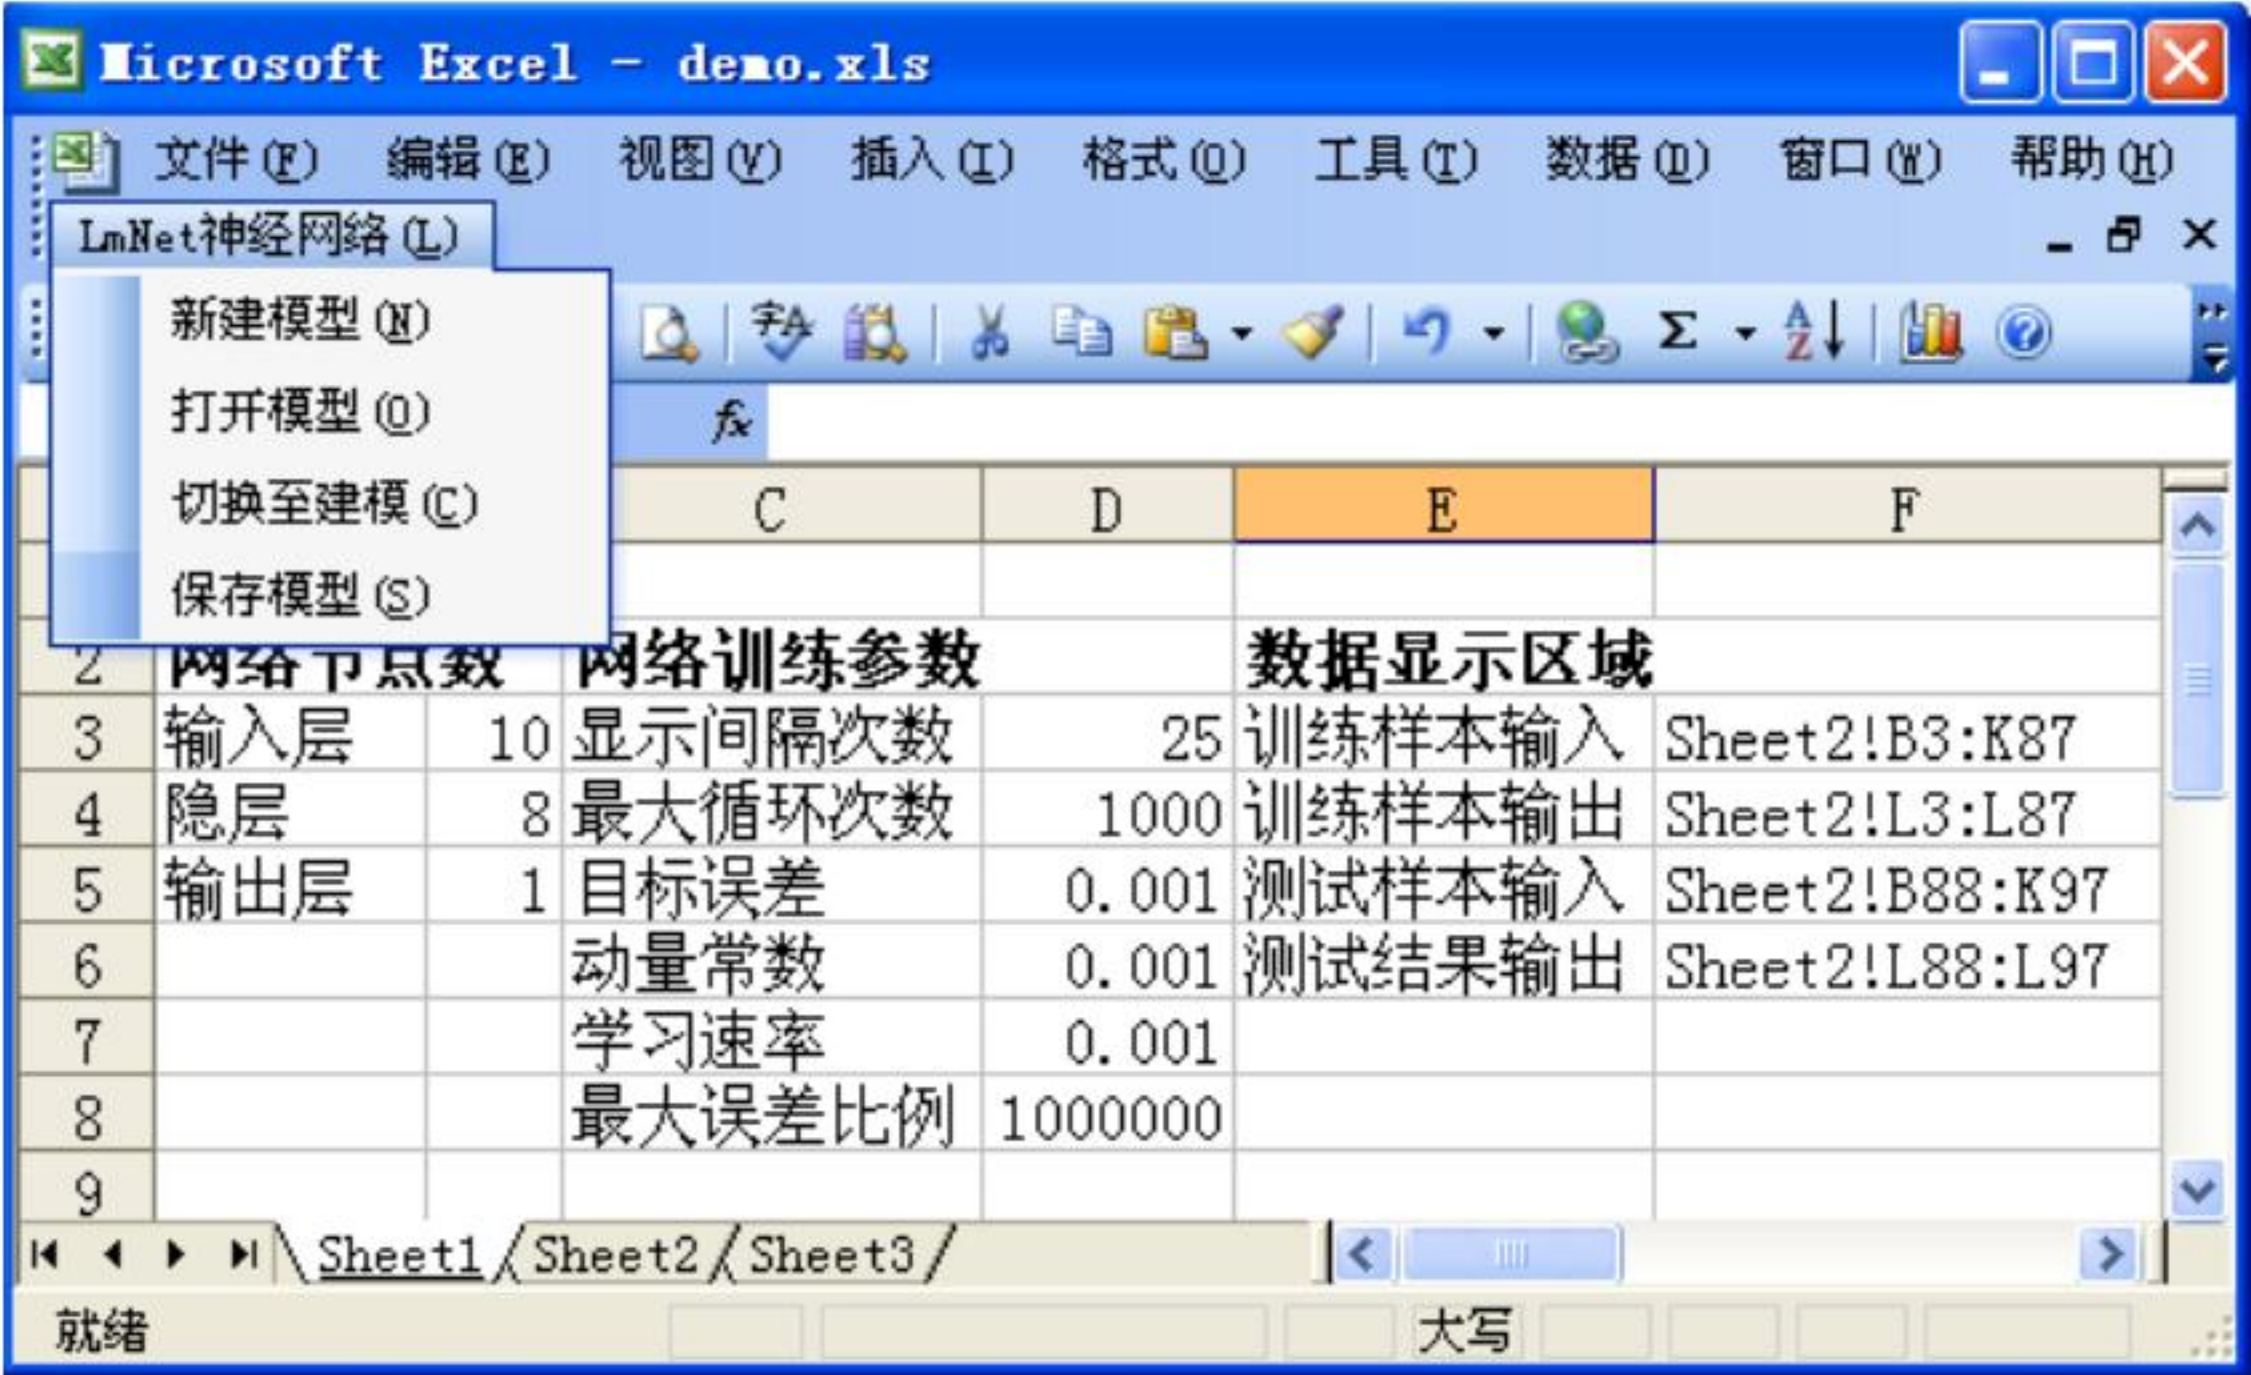 Microsoft Excel - demo.xls
文件(F) 编辑(E) 视图(V) 插入(I) 格式(O) 工具(T) 数据(D) 窗口(W) 帮助(H)
LmNet神经网络(L)
新建模型(N)
打开模型(O)
切换至建模(C)
保存模型(S)
fx
C D E F
2 网络节点数 网络训练参数 数据显示区域
3 输入层 10 显示间隔次数 25 训练样本输入 Sheet2!B3:K87
4 隐层 8 最大循环次数 1000 训练样本输出 Sheet2!L3:L87
5 输出层 1 目标误差 0.001 测试样本输入 Sheet2!B88:K97
6 动量常数 0.001 测试结果输出 Sheet2!L88:L97
7 学习速率 0.001
8 最大误差比例 1000000
9
Sheet1 Sheet2 Sheet3
就绪 大写